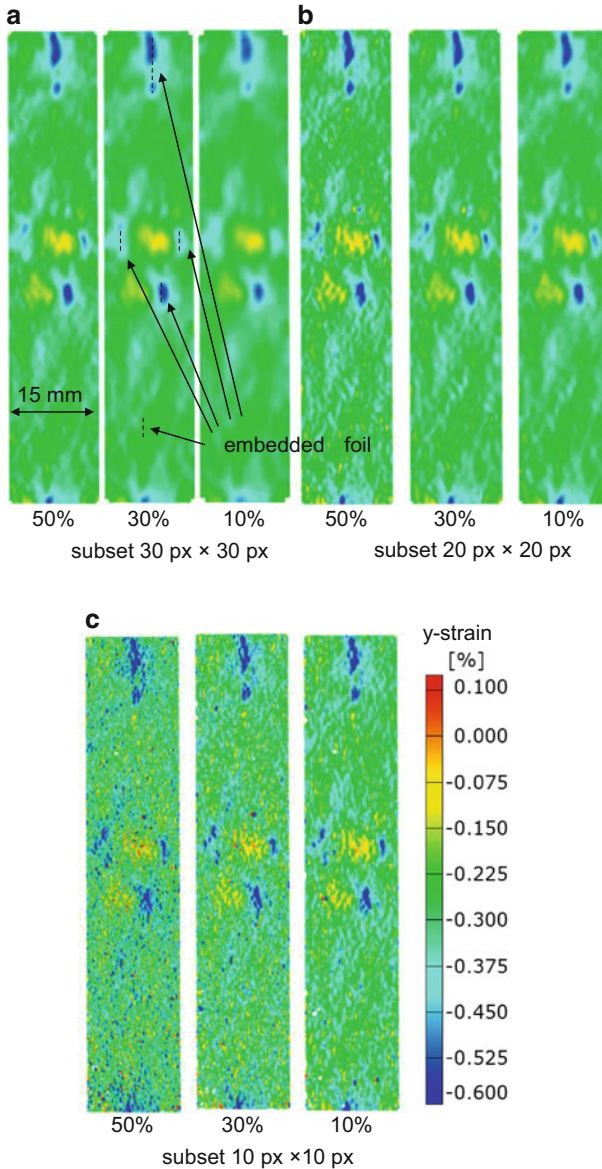 a
b
15 mm
embedded foil
50% 30% 10%
subset 30 px × 30 px
50% 30% 10%
subset 20 px × 20 px
c
y-strain
[%]
0.100
0.000
-0.075
-0.150
-0.225
-0.300
-0.375
-0.450
-0.525
-0.600
50% 30% 10%
subset 10 px ×10 px